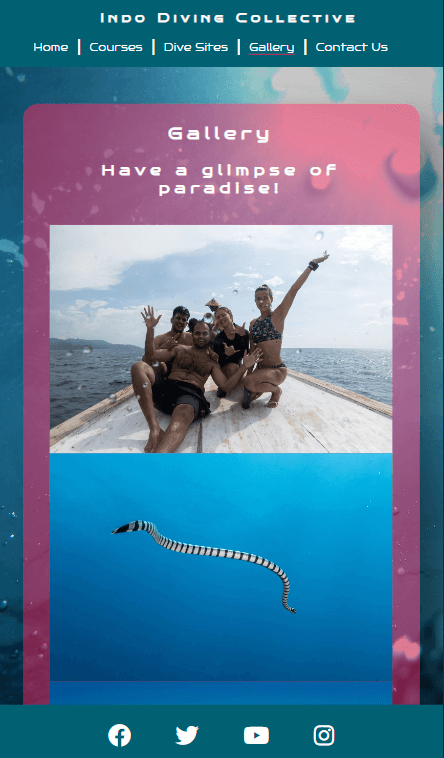 Indo Diving Collective
Home | Courses | Dive Sites | Gallery | Contact Us
Gallery
Have a glimpse of
paradise!